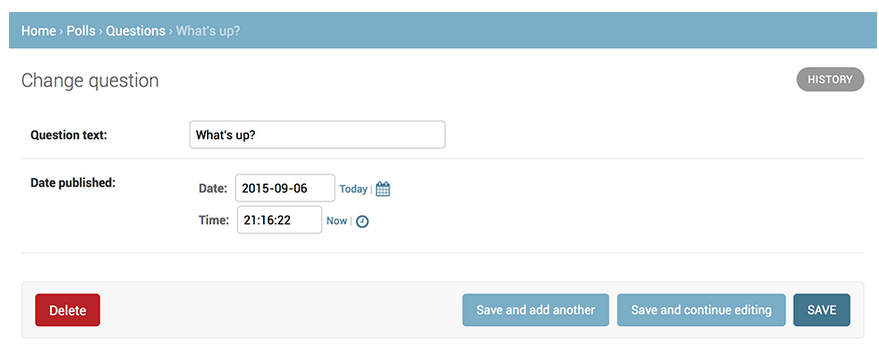 Home › Polls › Questions › What's up?
Change question
HISTORY
Question text: What's up?
Date published:
Date: 2015-09-06 Today |
Time: 21:16:22 Now |
Delete Save and add another Save and continue editing SAVE